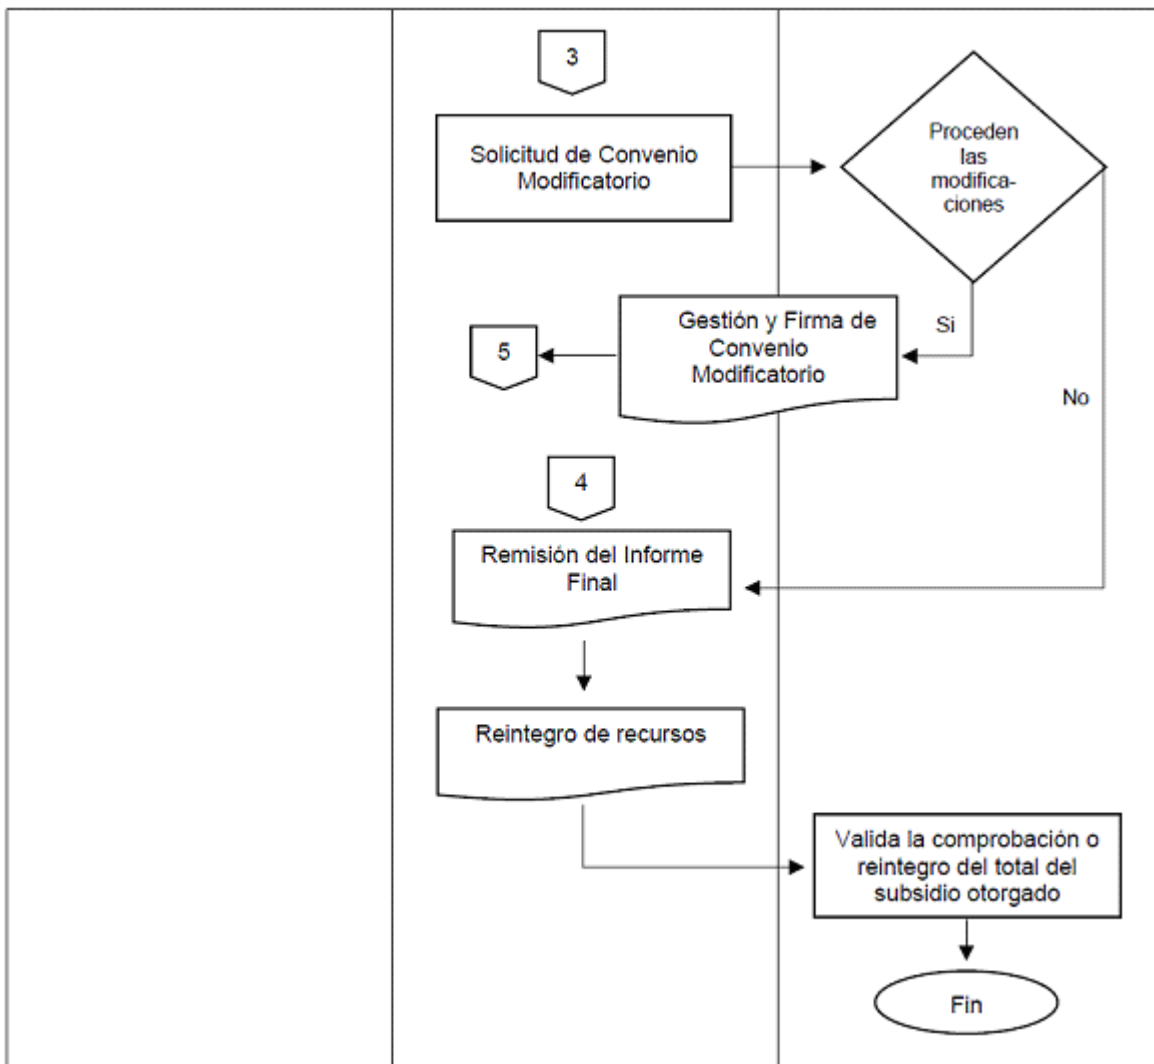 3
Solicitud de Convenio
Modificatorio
Proceden
las
modifica-
ciones
Si
No
Gestión y Firma de
Convenio
Modificatorio
5
4
Remisión del Informe
Final
Reintegro de recursos
Valida la comprobación o
reintegro del total del
subsidio otorgado
Fin